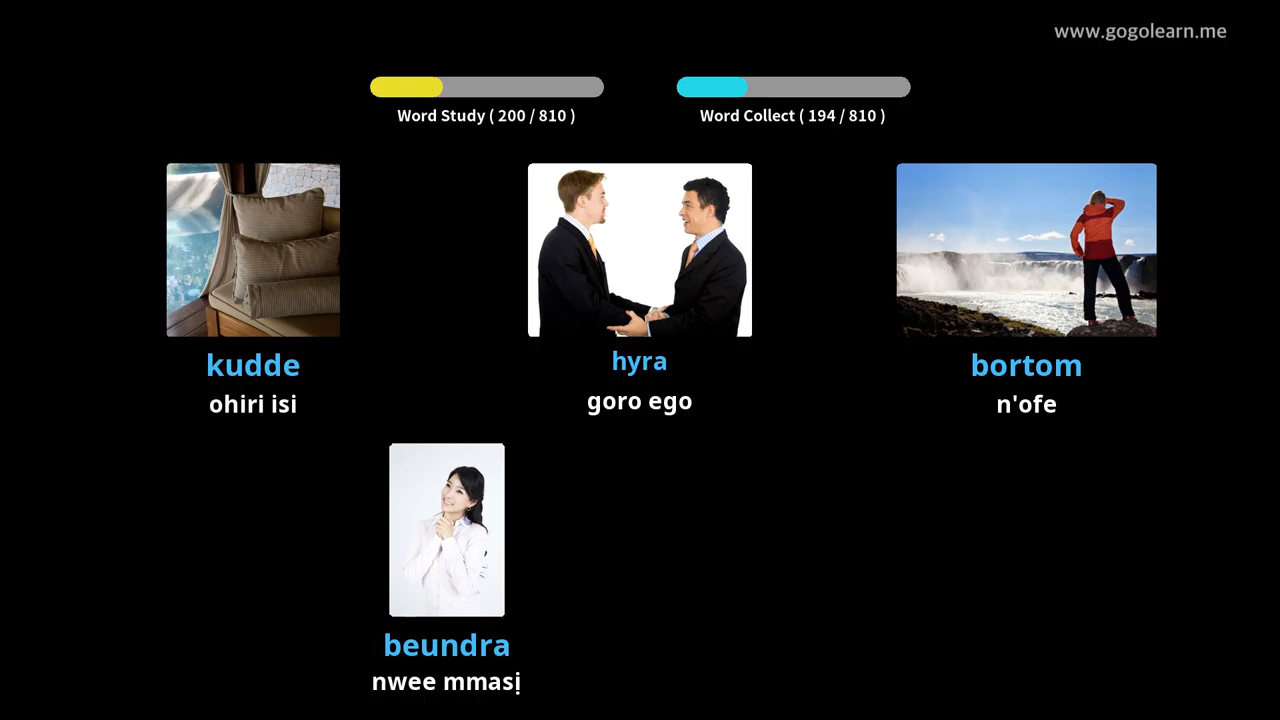 www.gogolearn.me
Word Study ( 200 / 810 )
Word Collect ( 194 / 810 )
kudde
ohiri isi
hyra
goro ego
bortom
n'ofe
beundra
nwee mmasị